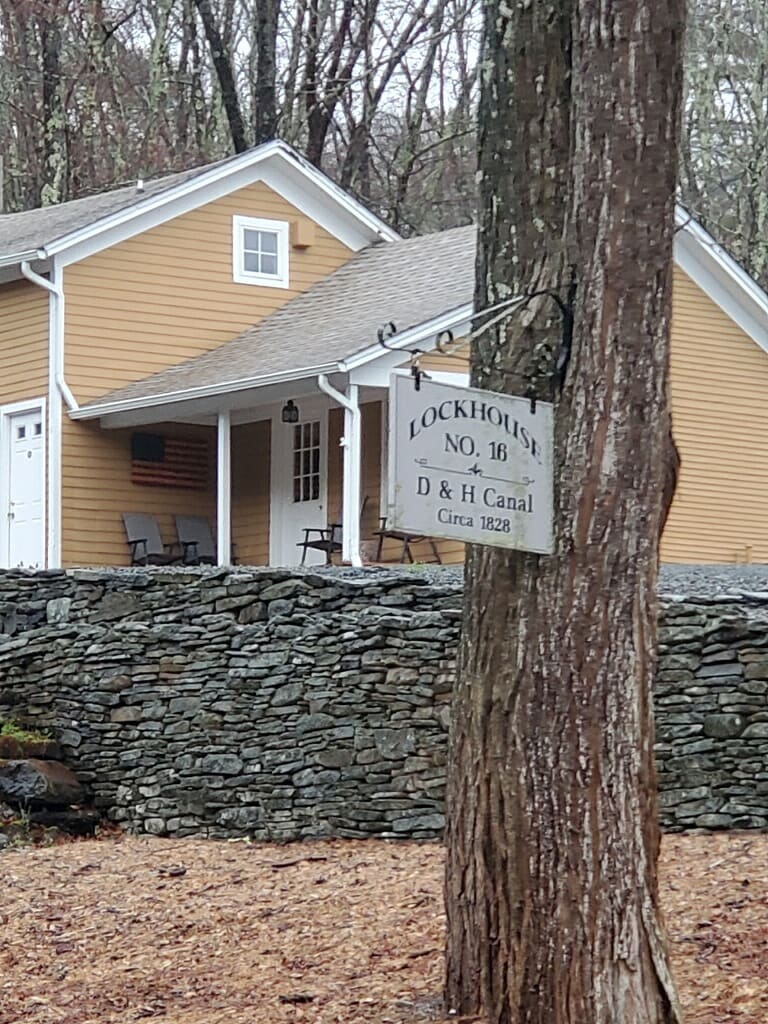 LOCKHOUSE
NO. 16
D & H Canal
Circa 1828